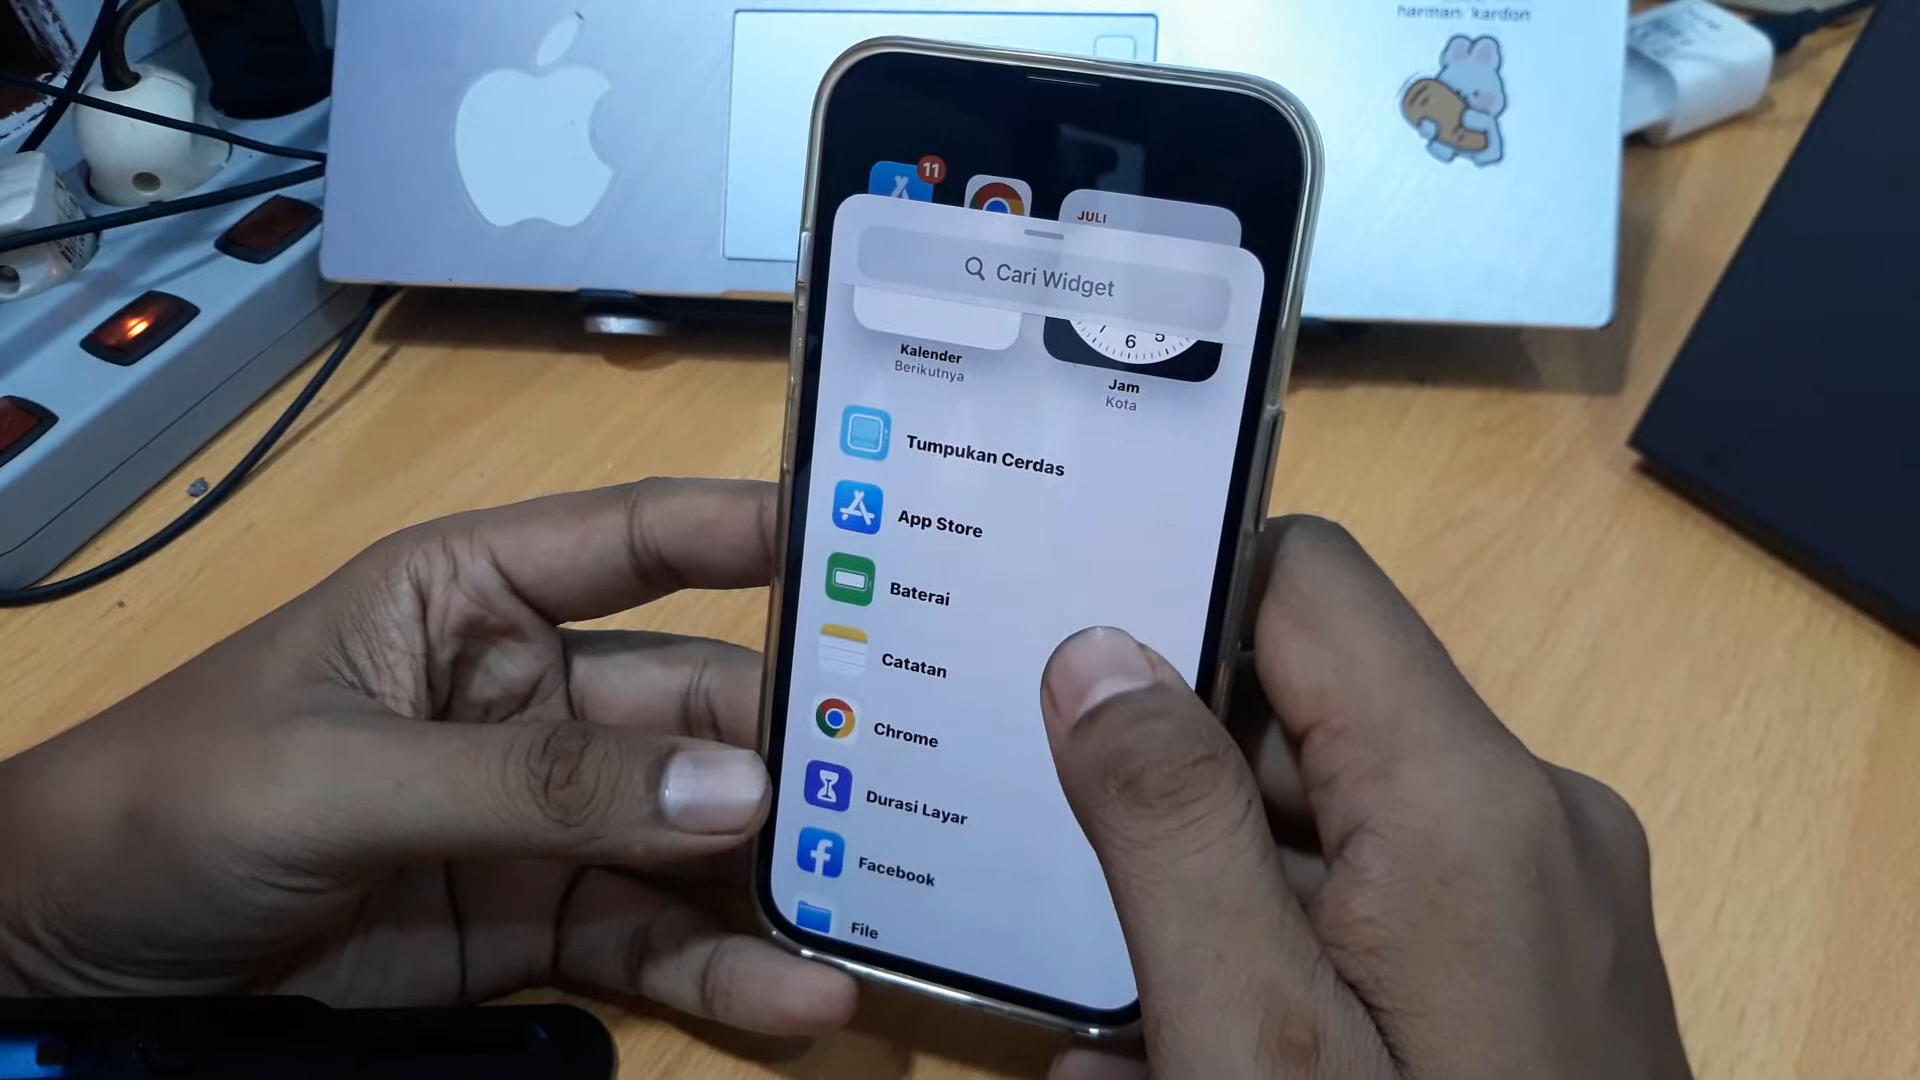 harman/kardon
11
JULI
Cari Widget
7 6 5
Kalender
Berikutnya
Jam
Kota
Tumpukan Cerdas
App Store
Baterai
Catatan
Chrome
Durasi Layar
Facebook
File